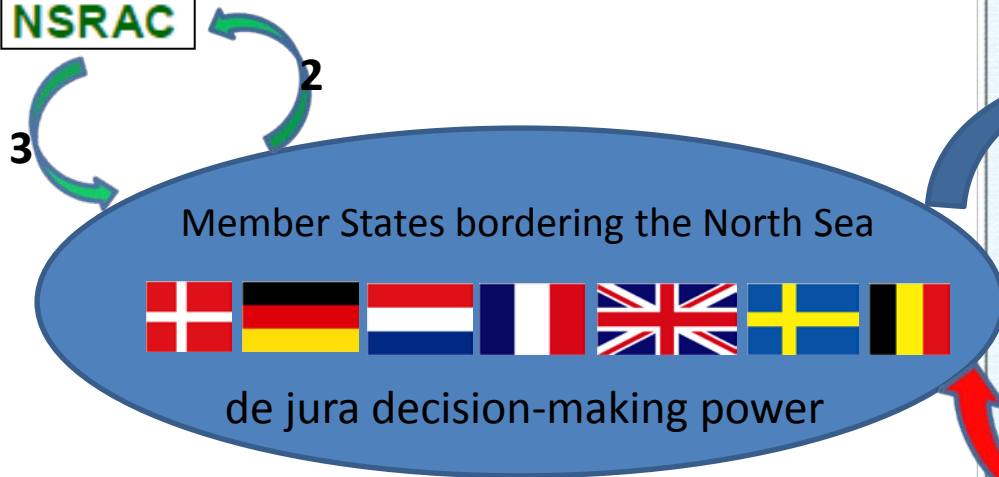 NSRAC
2
3
Member States bordering the North Sea
de jura decision-making power